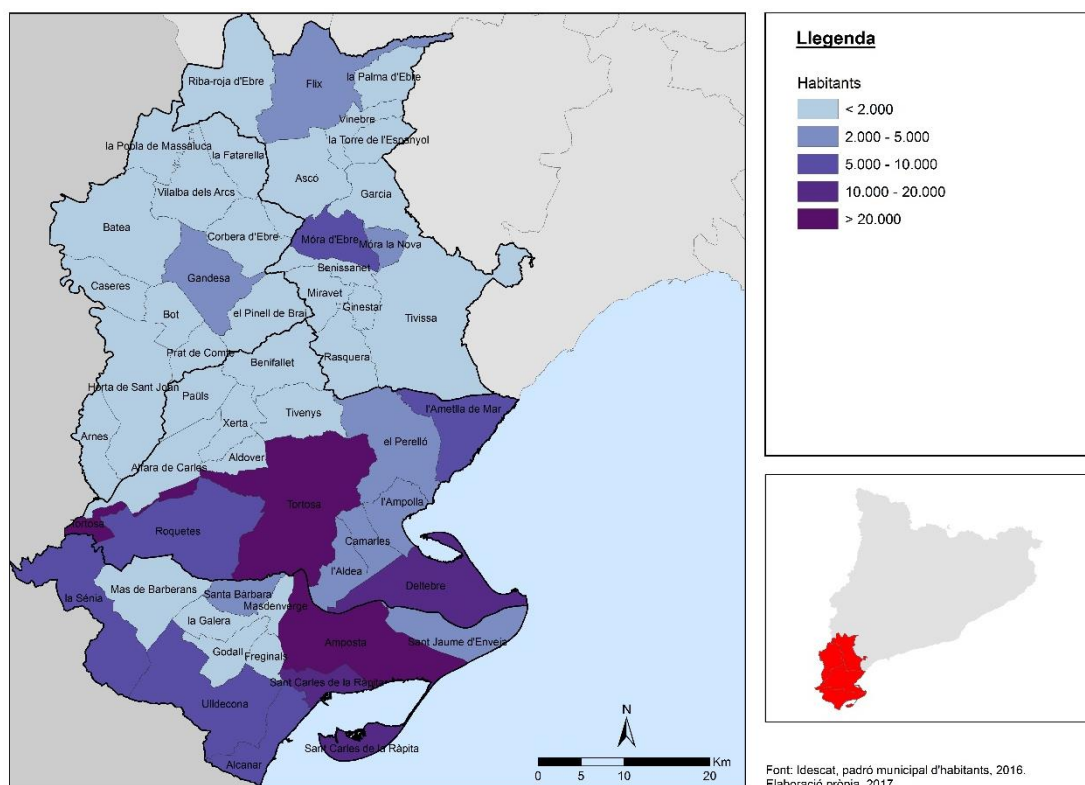 Riba-roja d'Ebre
Flix
la Palma d'Ebre
Vinebre
la Torre de l'Espanyol
la Pobla de Massaluca
la Fatarella
Ascó
Vilalba dels Arcs
Garcia
Batea
Corbera d'Ebre
Móra d'Ebre
Móra la Nova
Benissanet
Gandesa
Caseres
Miravet
Ginestar
Bot
el Pinell de Brai
Tivissa
Prat de Comte
Benifallet
Rasquera
Horta de Sant Joan
Paüls
Tivenys
l'Ametlla de Mar
Xerta
Arnes
el Perelló
Aldover
Alfara de Carles
l'Ampolla
Tortosa
Tortosa
Roquetes
Camarles
l'Aldea
Deltebre
Mas de Barberans
Santa Bàrbara
la Sénia
Masdenverge
la Galera
Amposta
Sant Jaume d'Enveja
Godall
Freginals
Sant Carles de la Ràpita
Ulldecona
Sant Carles de la Ràpita
Alcanar
N
Km
0 5 10 20
Llegenda
Habitants
< 2.000
2.000 - 5.000
5.000 - 10.000
10.000 - 20.000
> 20.000
Font: Idescat, padró municipal d'habitants, 2016.
Elaboració pròpia, 2017